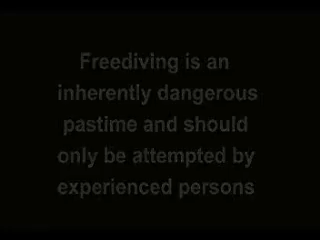 Freediving is an
inherently dangerous
pastime and should
only be attempted by
experienced persons